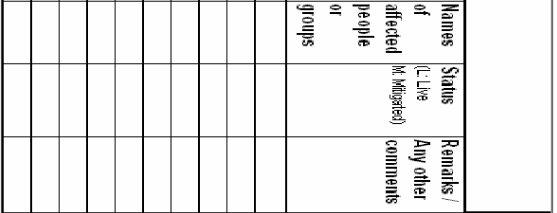 Names
of
affected
people
or
groups
Status
(L: Live
M: Mitigated)
Remarks /
Any other
comments